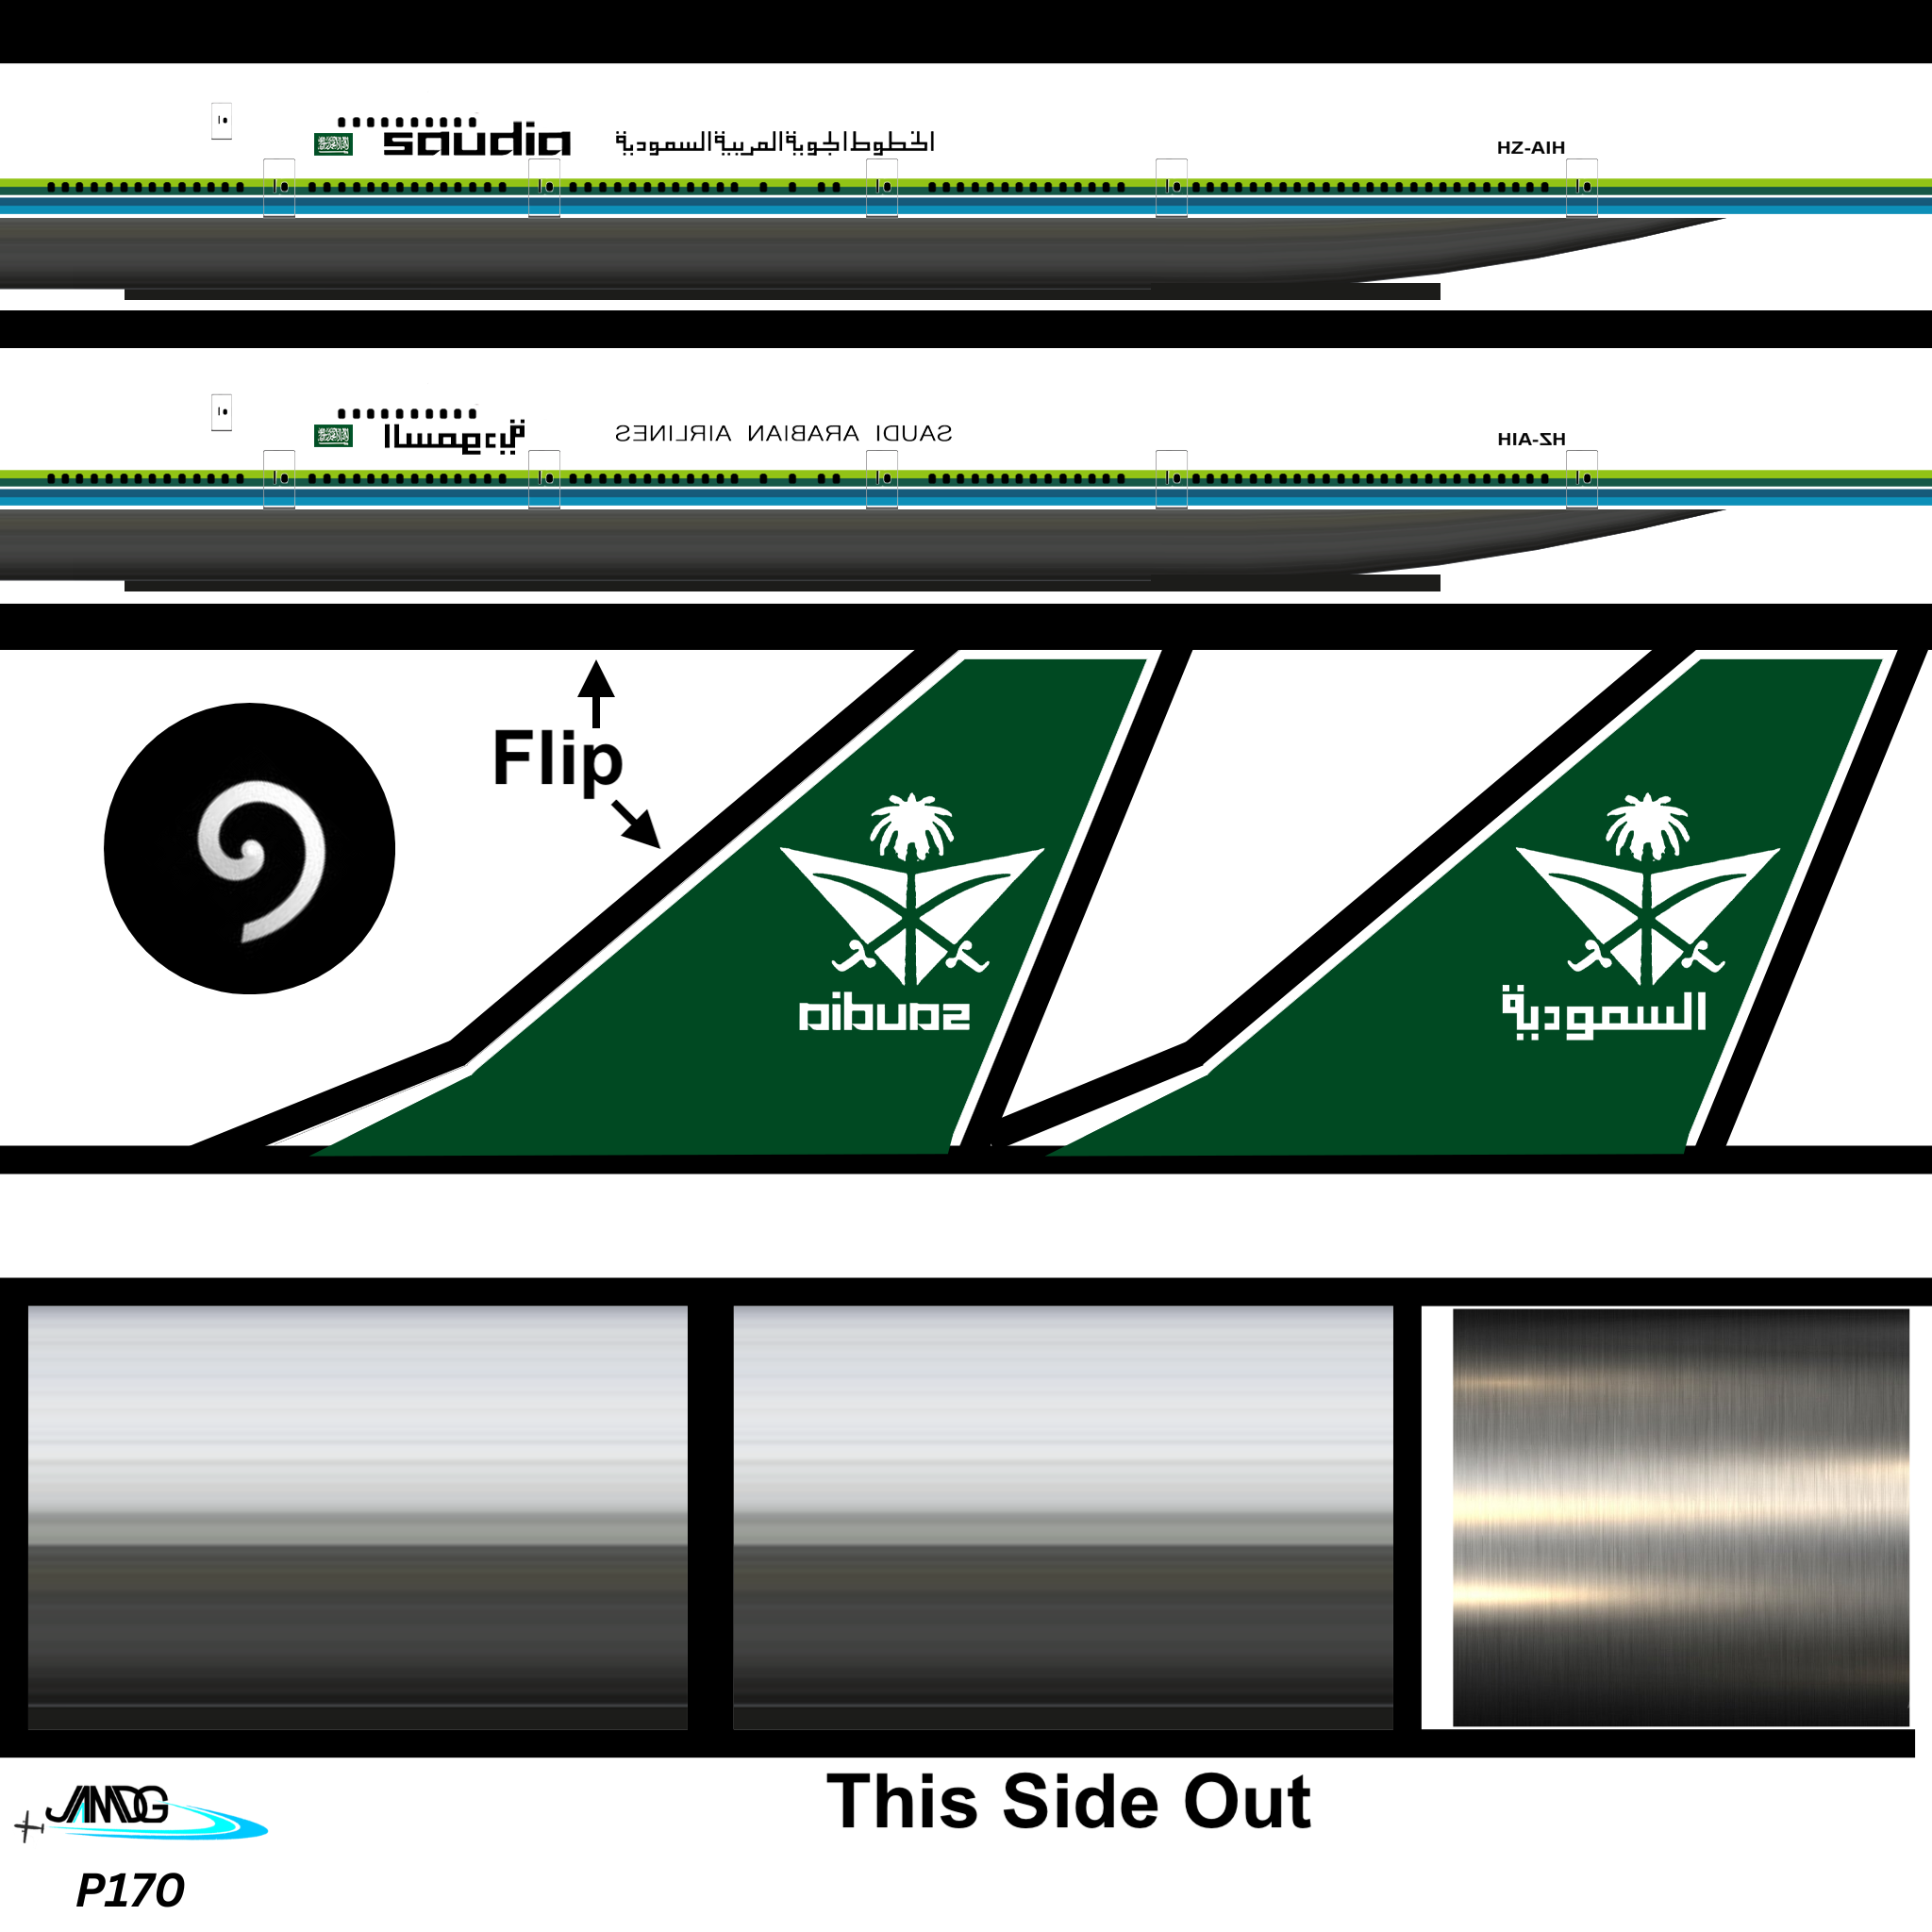 saudia
الخطوط الجوية العربية السعودية
HZ-AIH
السعودية
SAUDI ARABIAN AIRLINES
HZ-AIH
Flip
saudia
السعودية
This Side Out
JAMDG
P170